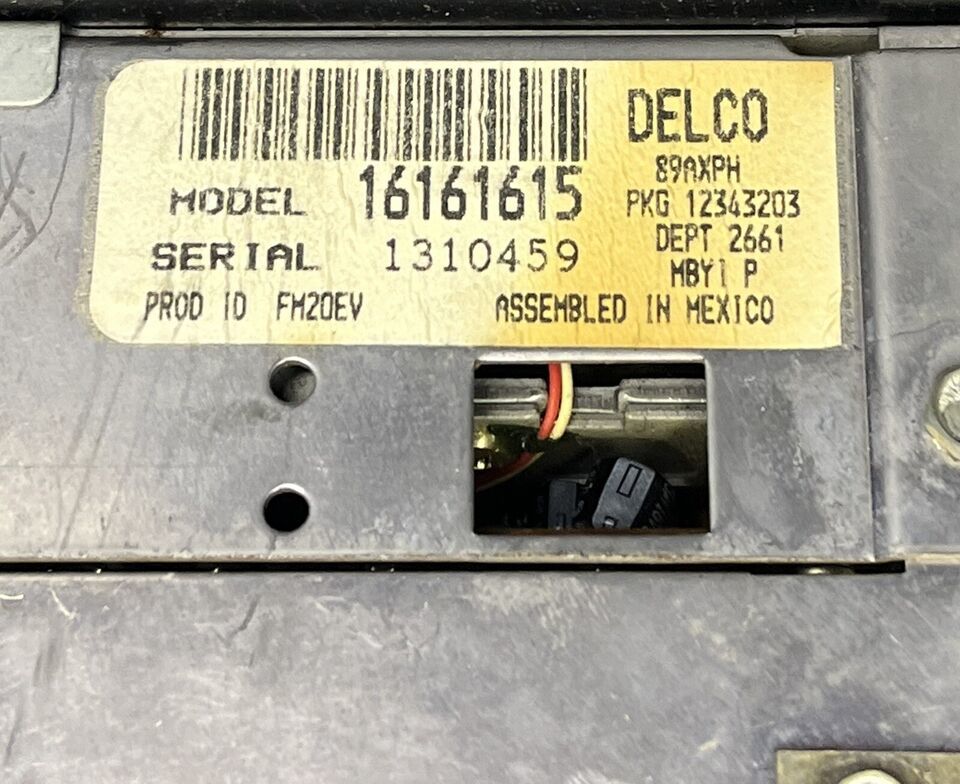 DELCO
89AXPH
MODEL 16161615
PKG 12343203
SERIAL 1310459
DEPT 2661
MBY1 P
PROD ID FM20EV ASSEMBLED IN MEXICO